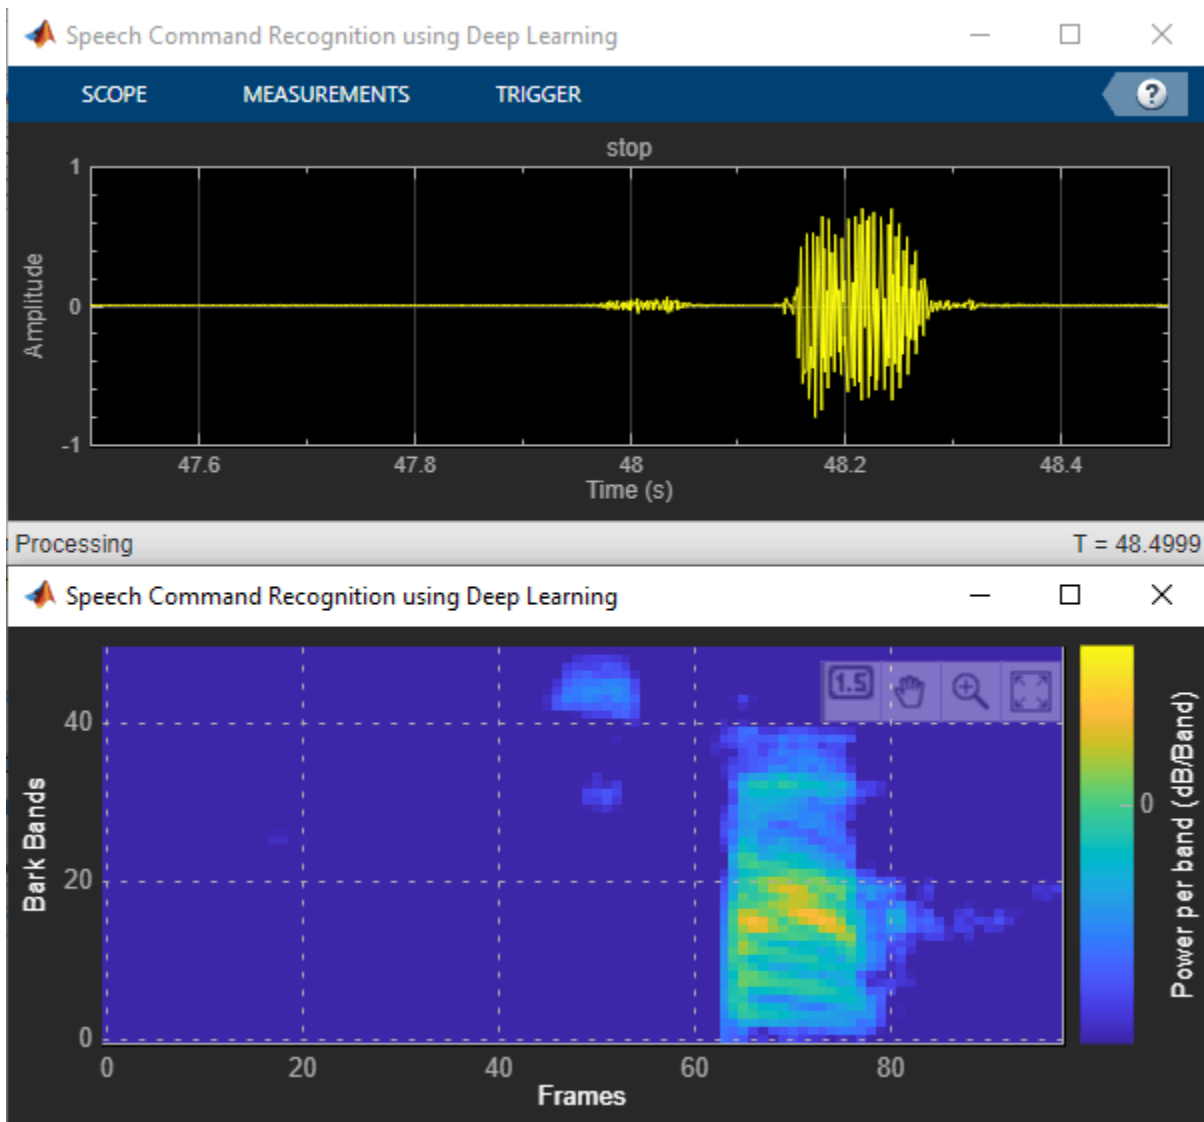 Speech Command Recognition using Deep Learning
SCOPE MEASUREMENTS TRIGGER ?
stop
1
0
-1
Amplitude
47.6 47.8 48 48.2 48.4
Time (s)
Processing T = 48.4999
Speech Command Recognition using Deep Learning
1.5
40
20
0
Bark Bands
0 20 40 60 80
Frames
0
Power per band (dB/Band)